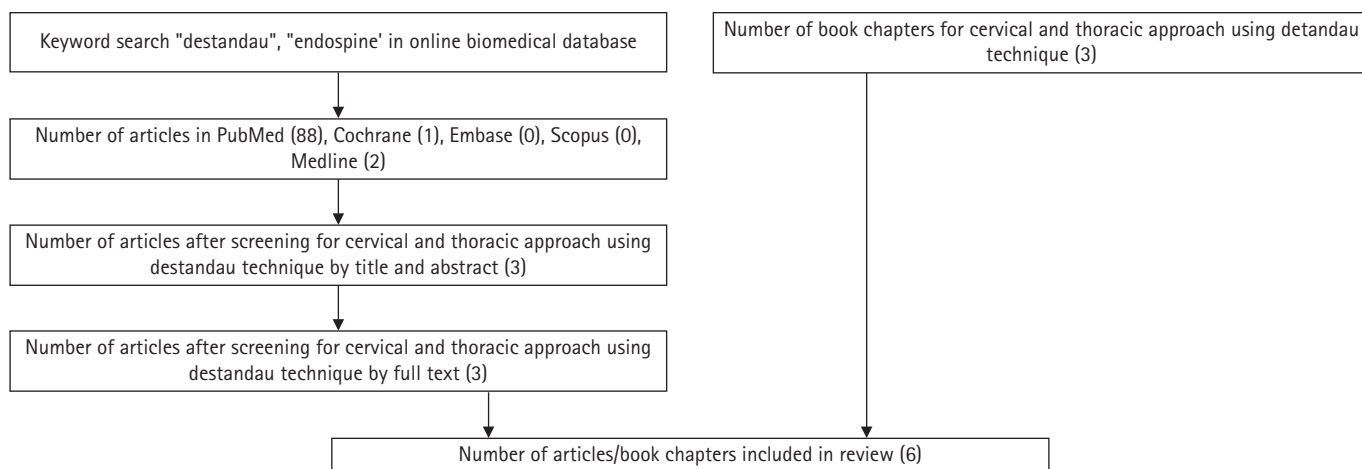 Keyword search "destandau", "endospine' in online biomedical database
Number of articles in PubMed (88), Cochrane (1), Embase (0), Scopus (0),
Medline (2)
Number of articles after screening for cervical and thoracic approach using
destandau technique by title and abstract (3)
Number of articles after screening for cervical and thoracic approach using
destandau technique by full text (3)
Number of book chapters for cervical and thoracic approach using detandau
technique (3)
Number of articles/book chapters included in review (6)